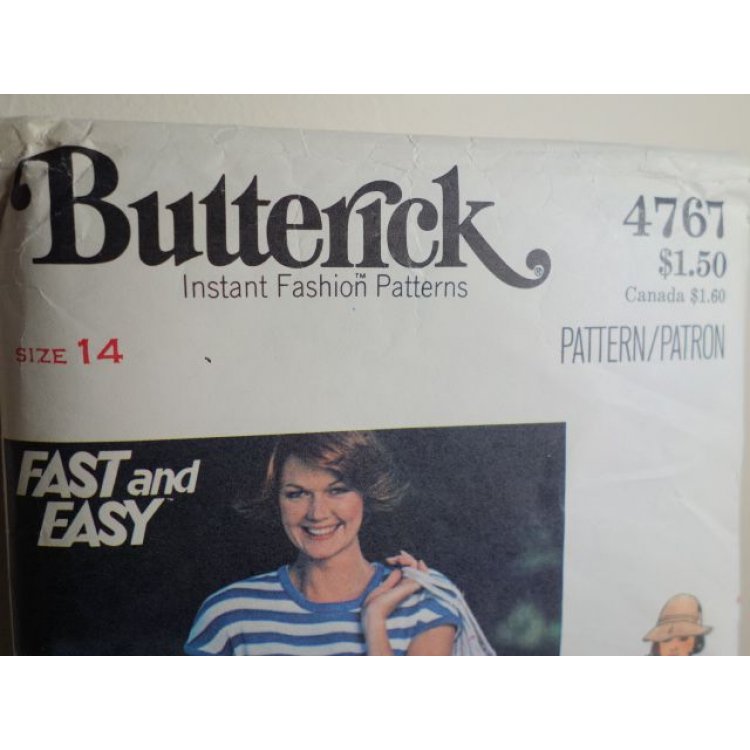 Butterick®
Instant Fashion™ Patterns
4767
$1.50
Canada $1.60
SIZE 14
PATTERN/PATRON
FAST and
EASY™